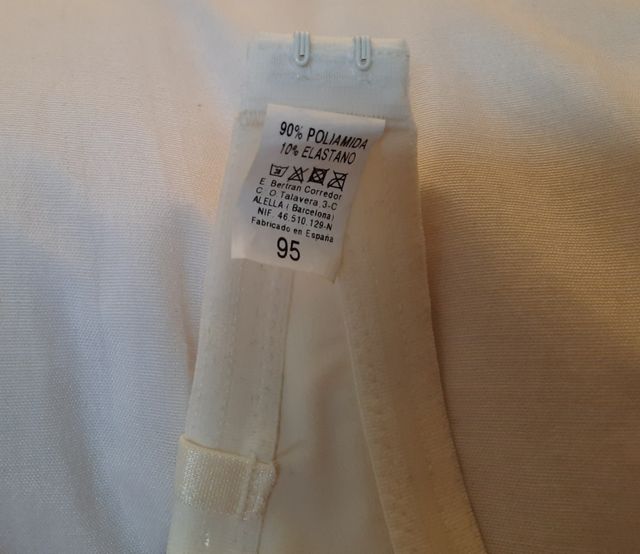 90% POLIAMIDA
10% ELASTANO
E. Bertran Corredor
C. O Talavera 3-C
ALELLA ( Barcelona)
NIF. 46.510.129-N
Fabricado en España
95